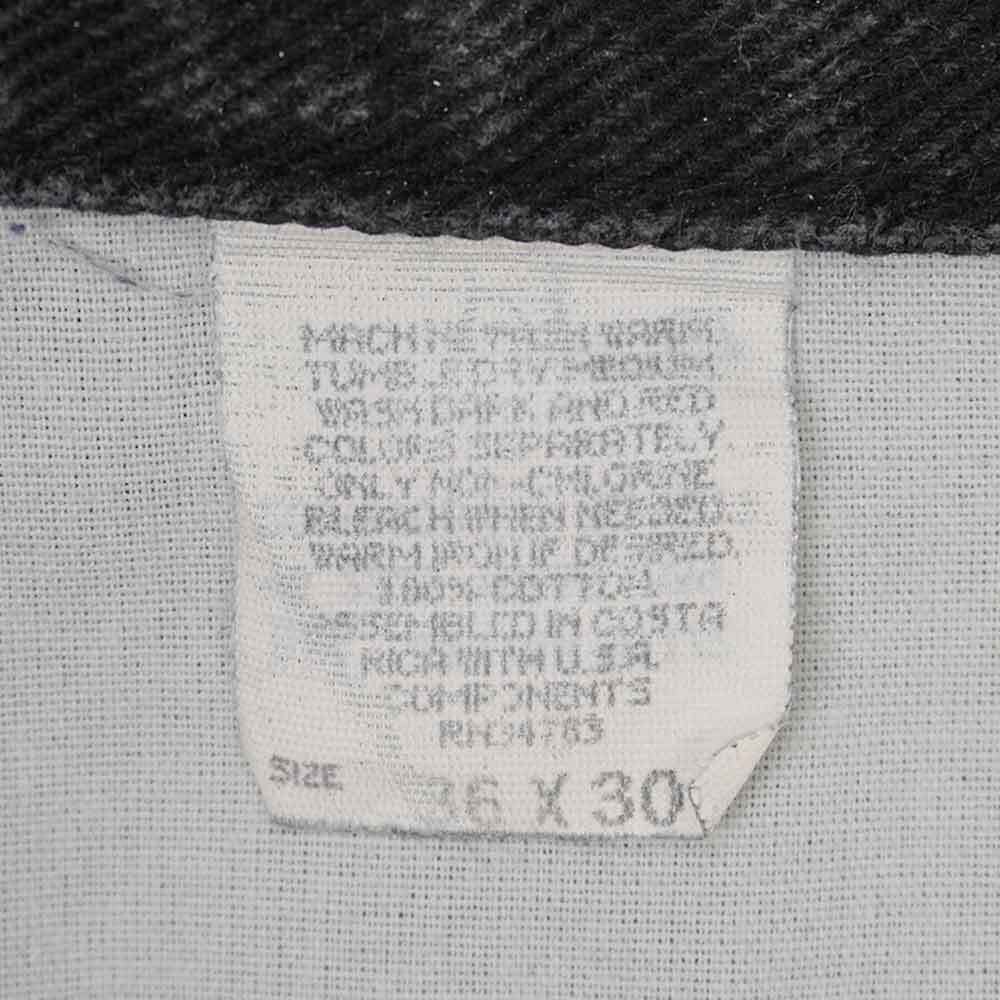 MACHINE WASH WARM
TUMBLE DRY MEDIUM
WASH DARK AND RED
COLORS SEPARATELY
ONLY NON-CHLORINE
BLEACH WHEN NEEDED
WARM IRON IF DESIRED
100% COTTON
ASSEMBLED IN COSTA
RICA WITH U.S.A.
COMPONENTS
SIZE 36 X 30